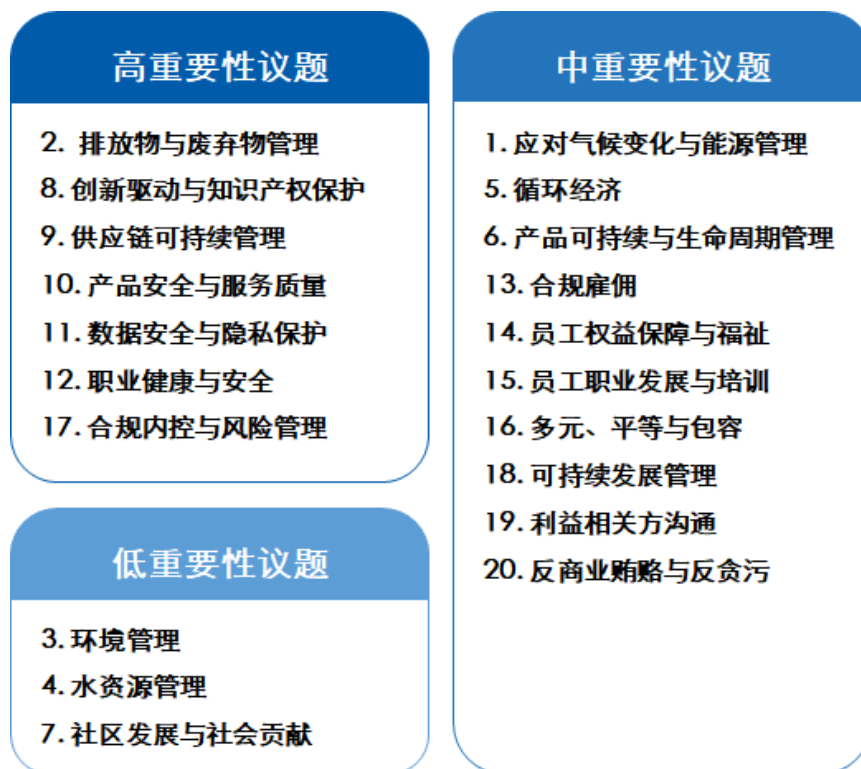 高重要性议题
2. 排放物与废弃物管理
8. 创新驱动与知识产权保护
9. 供应链可持续管理
10. 产品安全与服务质量
11. 数据安全与隐私保护
12. 职业健康与安全
17. 合规内控与风险管理
中重要性议题
1. 应对气候变化与能源管理
5. 循环经济
6. 产品可持续与生命周期管理
13. 合规雇佣
14. 员工权益保障与福祉
15. 员工职业发展与培训
16. 多元、平等与包容
18. 可持续发展管理
19. 利益相关方沟通
20. 反商业贿赂与反贪污
低重要性议题
3. 环境管理
4. 水资源管理
7. 社区发展与社会贡献